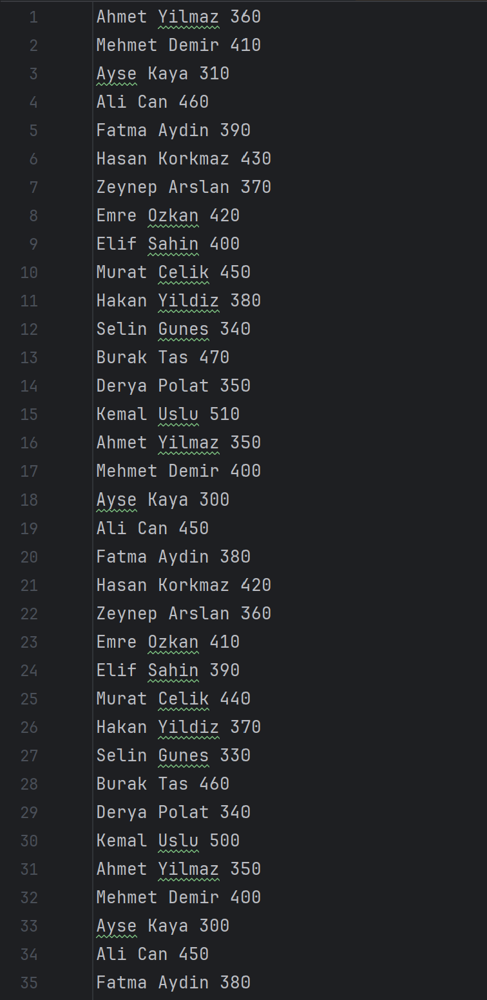 1 Ahmet Yilmaz 360
2 Mehmet Demir 410
3 Ayse Kaya 310
4 Ali Can 460
5 Fatma Aydin 390
6 Hasan Korkmaz 430
7 Zeynep Arslan 370
8 Emre Ozkan 420
9 Elif Sahin 400
10 Murat Celik 450
11 Hakan Yildiz 380
12 Selin Gunes 340
13 Burak Tas 470
14 Derya Polat 350
15 Kemal Uslu 510
16 Ahmet Yilmaz 350
17 Mehmet Demir 400
18 Ayse Kaya 300
19 Ali Can 450
20 Fatma Aydin 380
21 Hasan Korkmaz 420
22 Zeynep Arslan 360
23 Emre Ozkan 410
24 Elif Sahin 390
25 Murat Celik 440
26 Hakan Yildiz 370
27 Selin Gunes 330
28 Burak Tas 460
29 Derya Polat 340
30 Kemal Uslu 500
31 Ahmet Yilmaz 350
32 Mehmet Demir 400
33 Ayse Kaya 300
34 Ali Can 450
35 Fatma Aydin 380